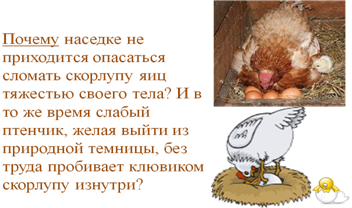 Почему наседке не
приходится опасаться
сломать скорлупу яиц
тяжестью своего тела? И в
то же время слабый
птенчик, желая выйти из
природной темницы, без
труда пробивает клювиком
скорлупу изнутри?